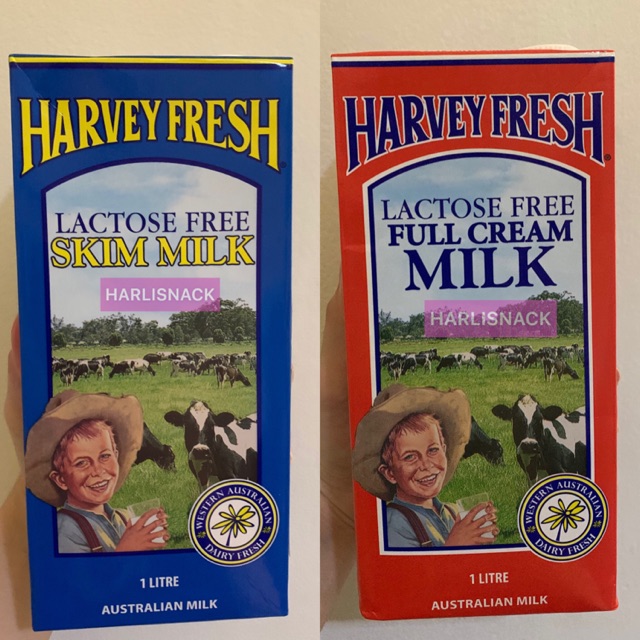 HARVEY FRESH
LACTOSE FREE
SKIM MILK
HARLISNACK
WESTERN AUSTRALIAN
DAIRY FRESH
1 LITRE
AUSTRALIAN MILK
HARVEY FRESH
LACTOSE FREE
FULL CREAM
MILK
HARLISNACK
WESTERN AUSTRALIAN
DAIRY FRESH
1 LITRE
AUSTRALIAN MILK